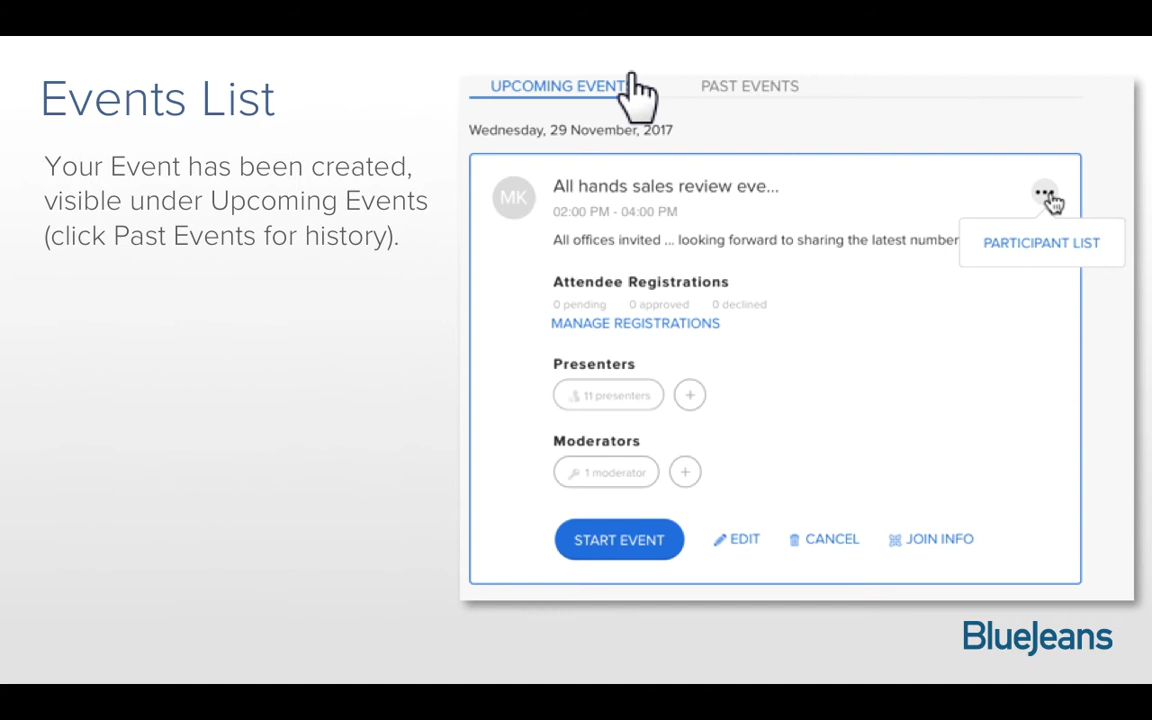 Events List
Your Event has been created,
visible under Upcoming Events
(click Past Events for history).
UPCOMING EVENT
PAST EVENTS
Wednesday, 29 November, 2017
MK
All hands sales review eve...
02:00 PM - 04:00 PM
All offices invited ... looking forward to sharing the latest number
PARTICIPANT LIST
Attendee Registrations
0 pending 0 approved 0 declined
MANAGE REGISTRATIONS
Presenters
11 presenters +
Moderators
1 moderator +
START EVENT EDIT CANCEL JOIN INFO
BlueJeans